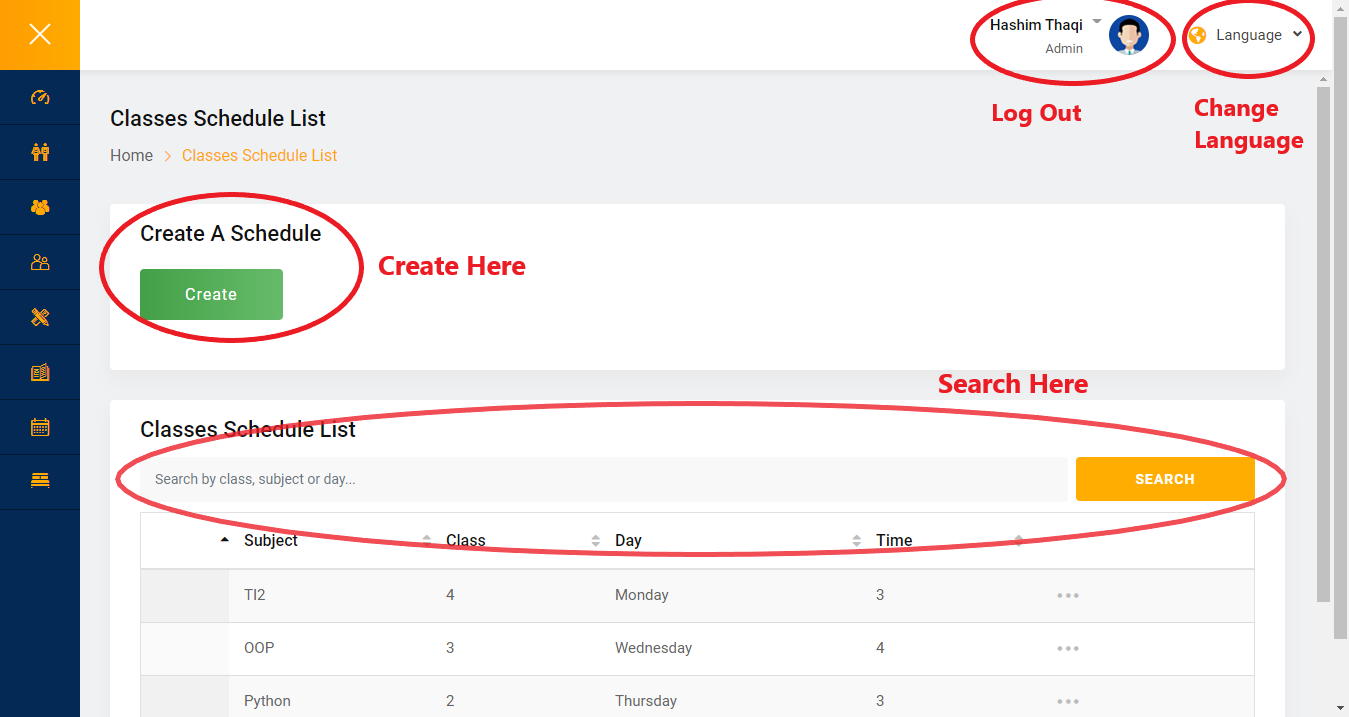 Hashim Thaqi
Admin
Language
Log Out
Change
Language
Classes Schedule List
Home > Classes Schedule List
Create A Schedule
Create
Create Here
Search Here
Classes Schedule List
Search by class, subject or day... SEARCH
Subject Class Day Time
TI2 4 Monday 3
OOP 3 Wednesday 4
Python 2 Thursday 3